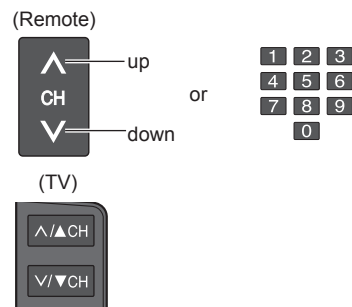 (Remote)
∧
up
CH
or
∨
down
1 2 3
4 5 6
7 8 9
0
(TV)
∧/▲CH
∨/▼CH